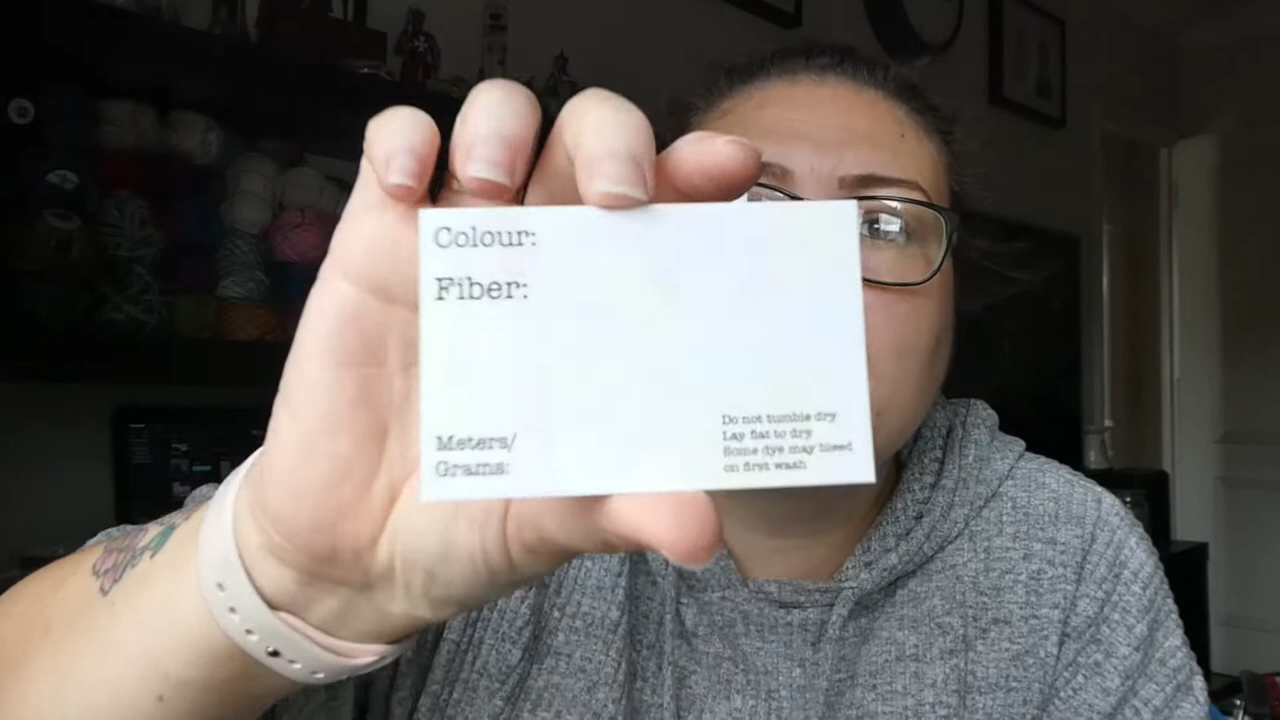 Colour:
Fiber:
Meters/
Grams:
Do not tumble dry
Lay flat to dry
Some dye may bleed
on first wash